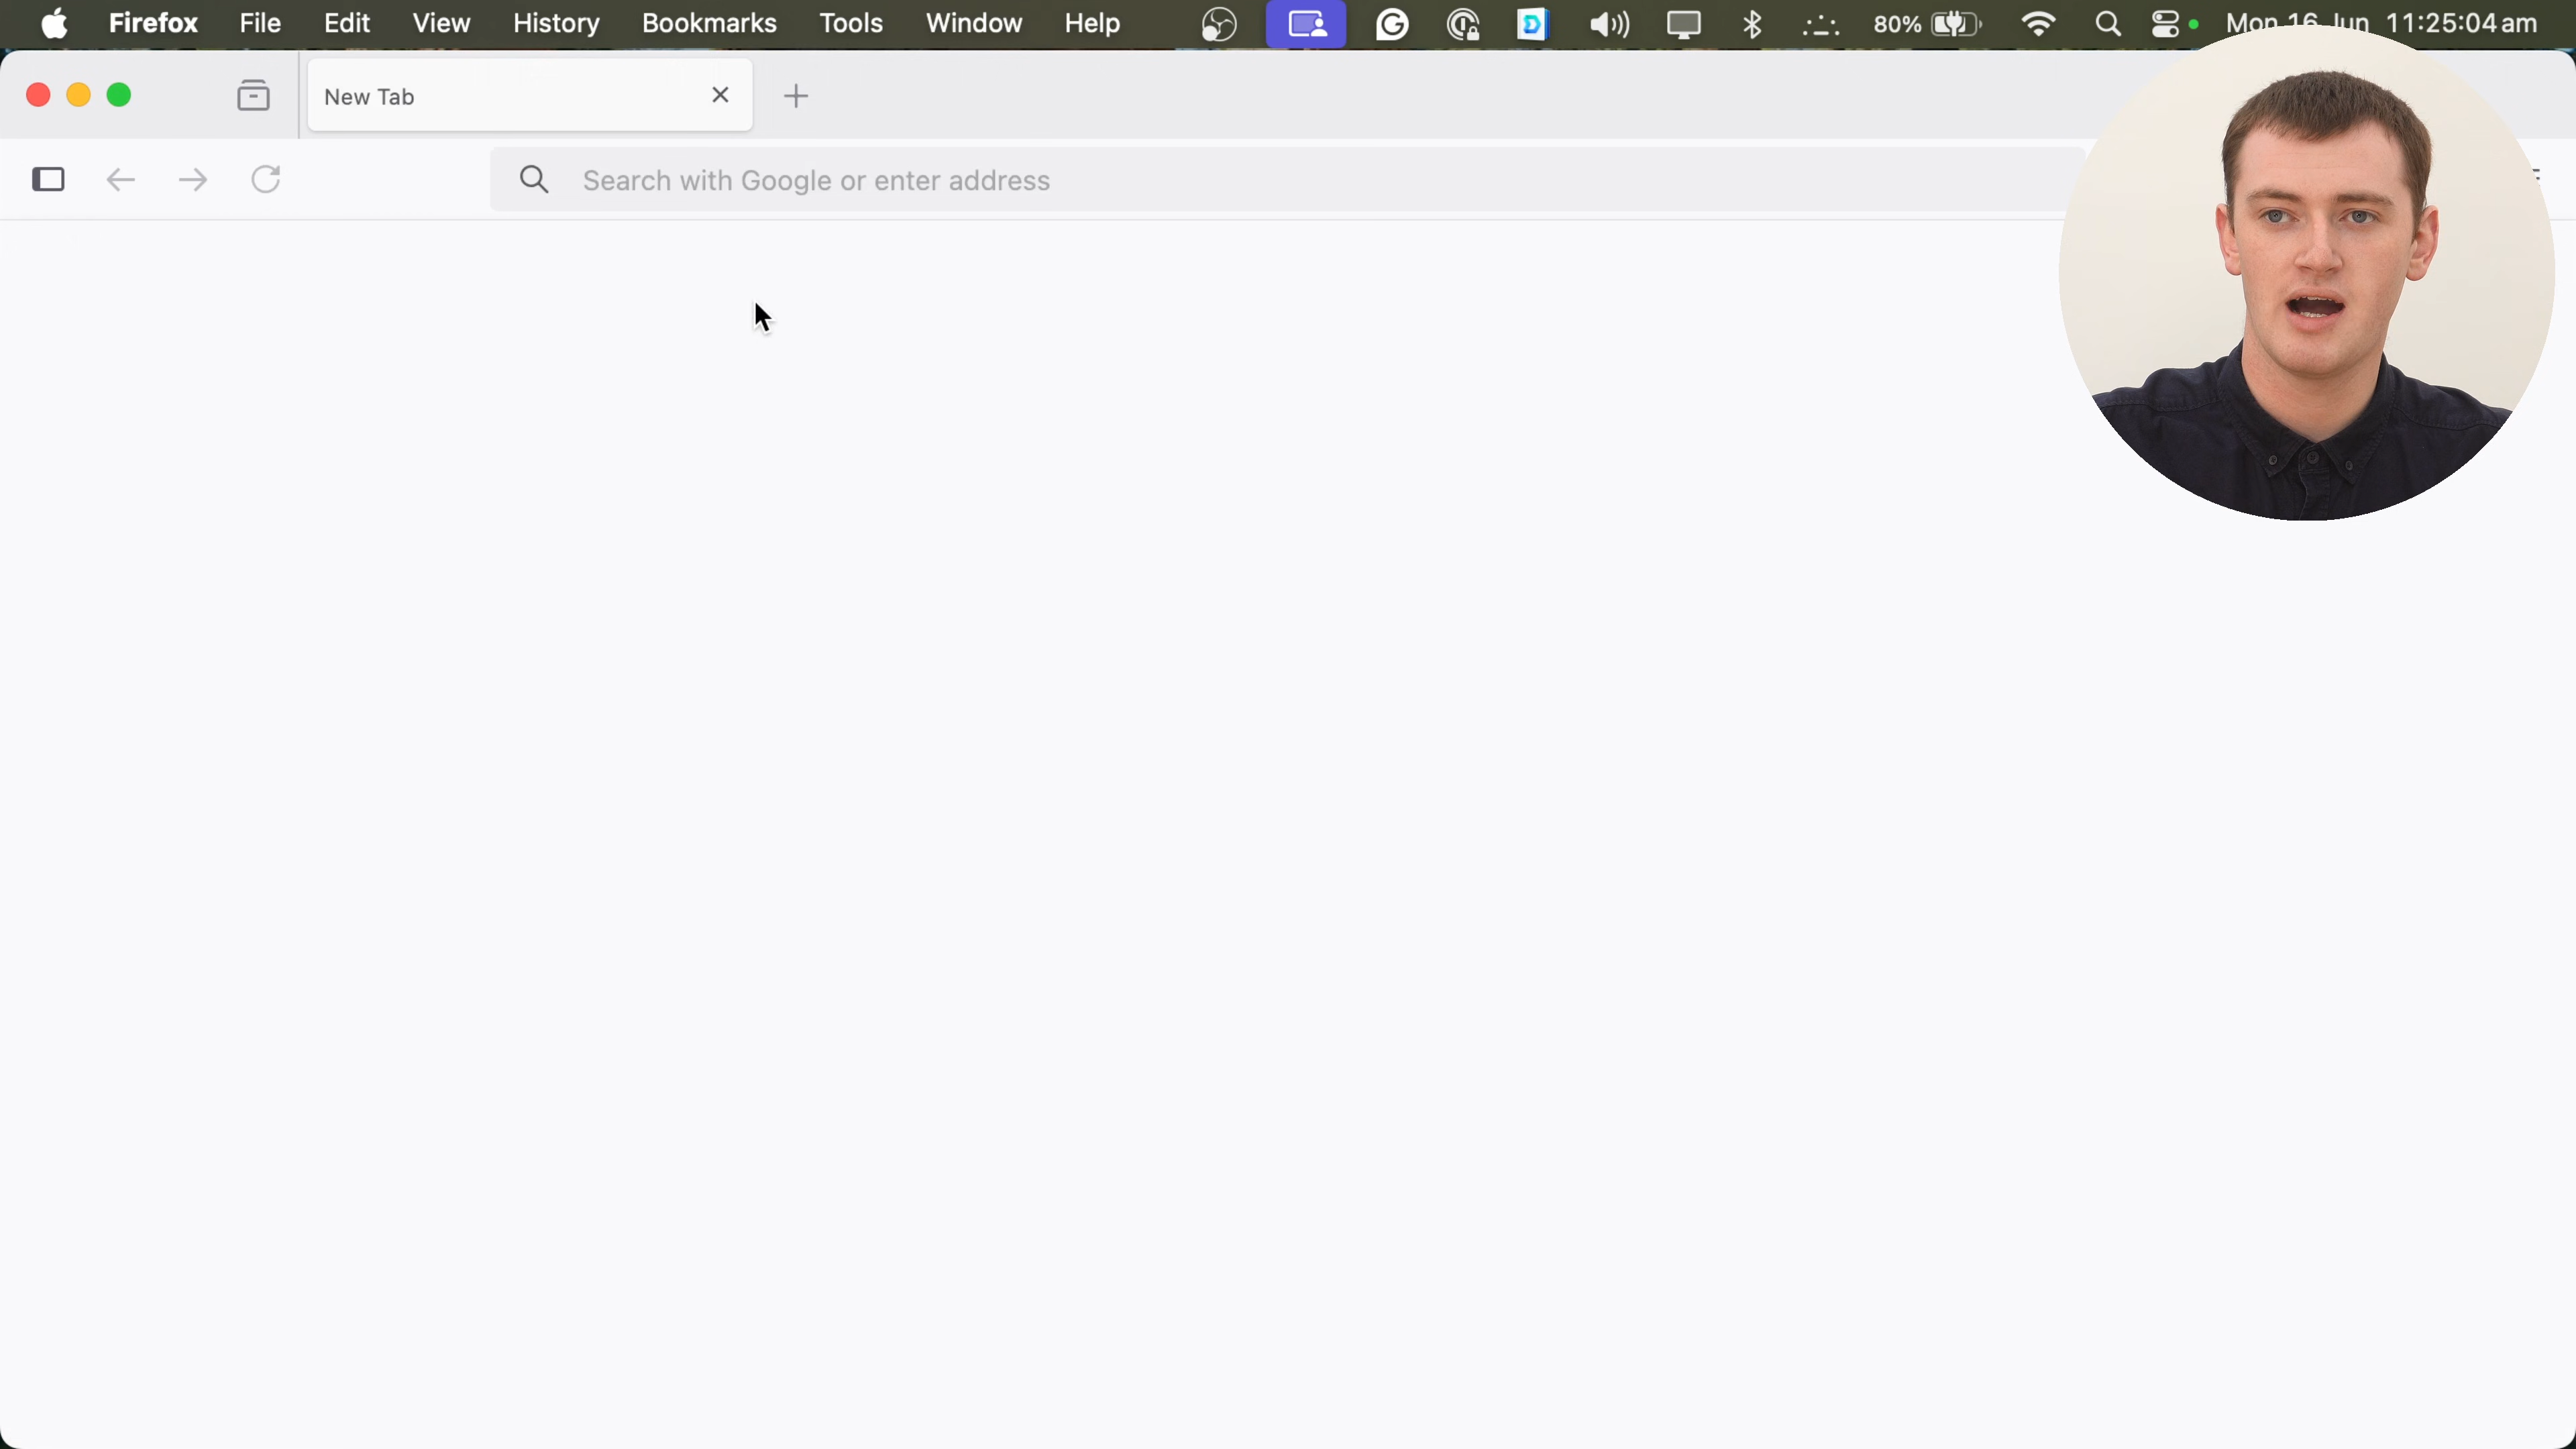 Firefox File Edit View History Bookmarks Tools Window Help 80% Mon 16 Jun 11:25:04 am
New Tab
Search with Google or enter address